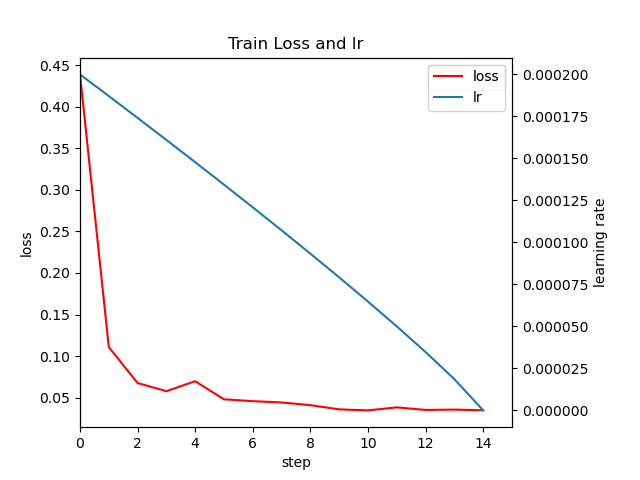 Train Loss and lr
loss
lr
0.45
0.40
0.35
0.30
0.25
0.20
0.15
0.10
0.05
loss
0.000200
0.000175
0.000150
0.000125
0.000100
0.000075
0.000050
0.000025
0.000000
learning rate
0 2 4 6 8 10 12 14
step